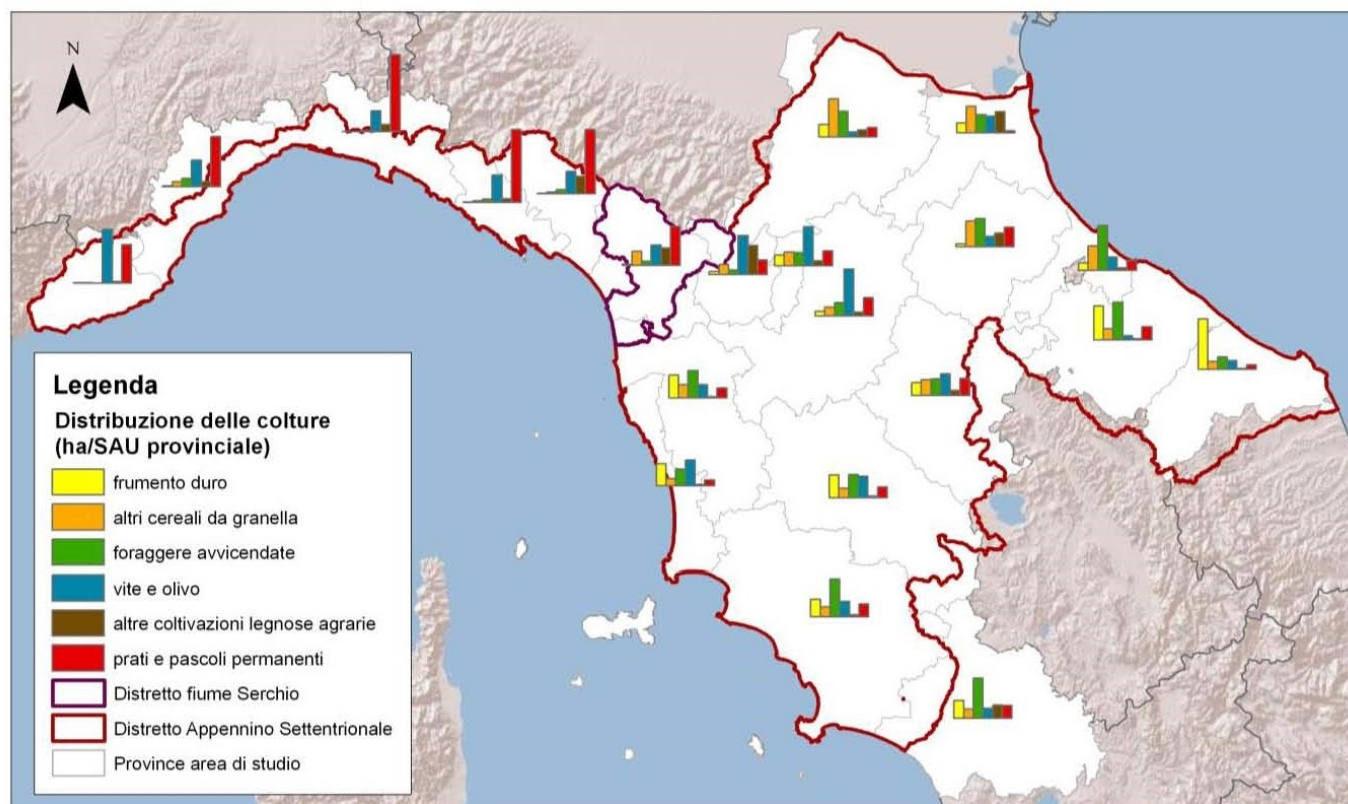 N
Legenda
Distribuzione delle colture
(ha/SAU provinciale)
frumento duro
altri cereali da granella
foraggere avvicendate
vite e olivo
altre coltivazioni legnose agrarie
prati e pascoli permanenti
Distretto fiume Serchio
Distretto Appennino Settentrionale
Province area di studio